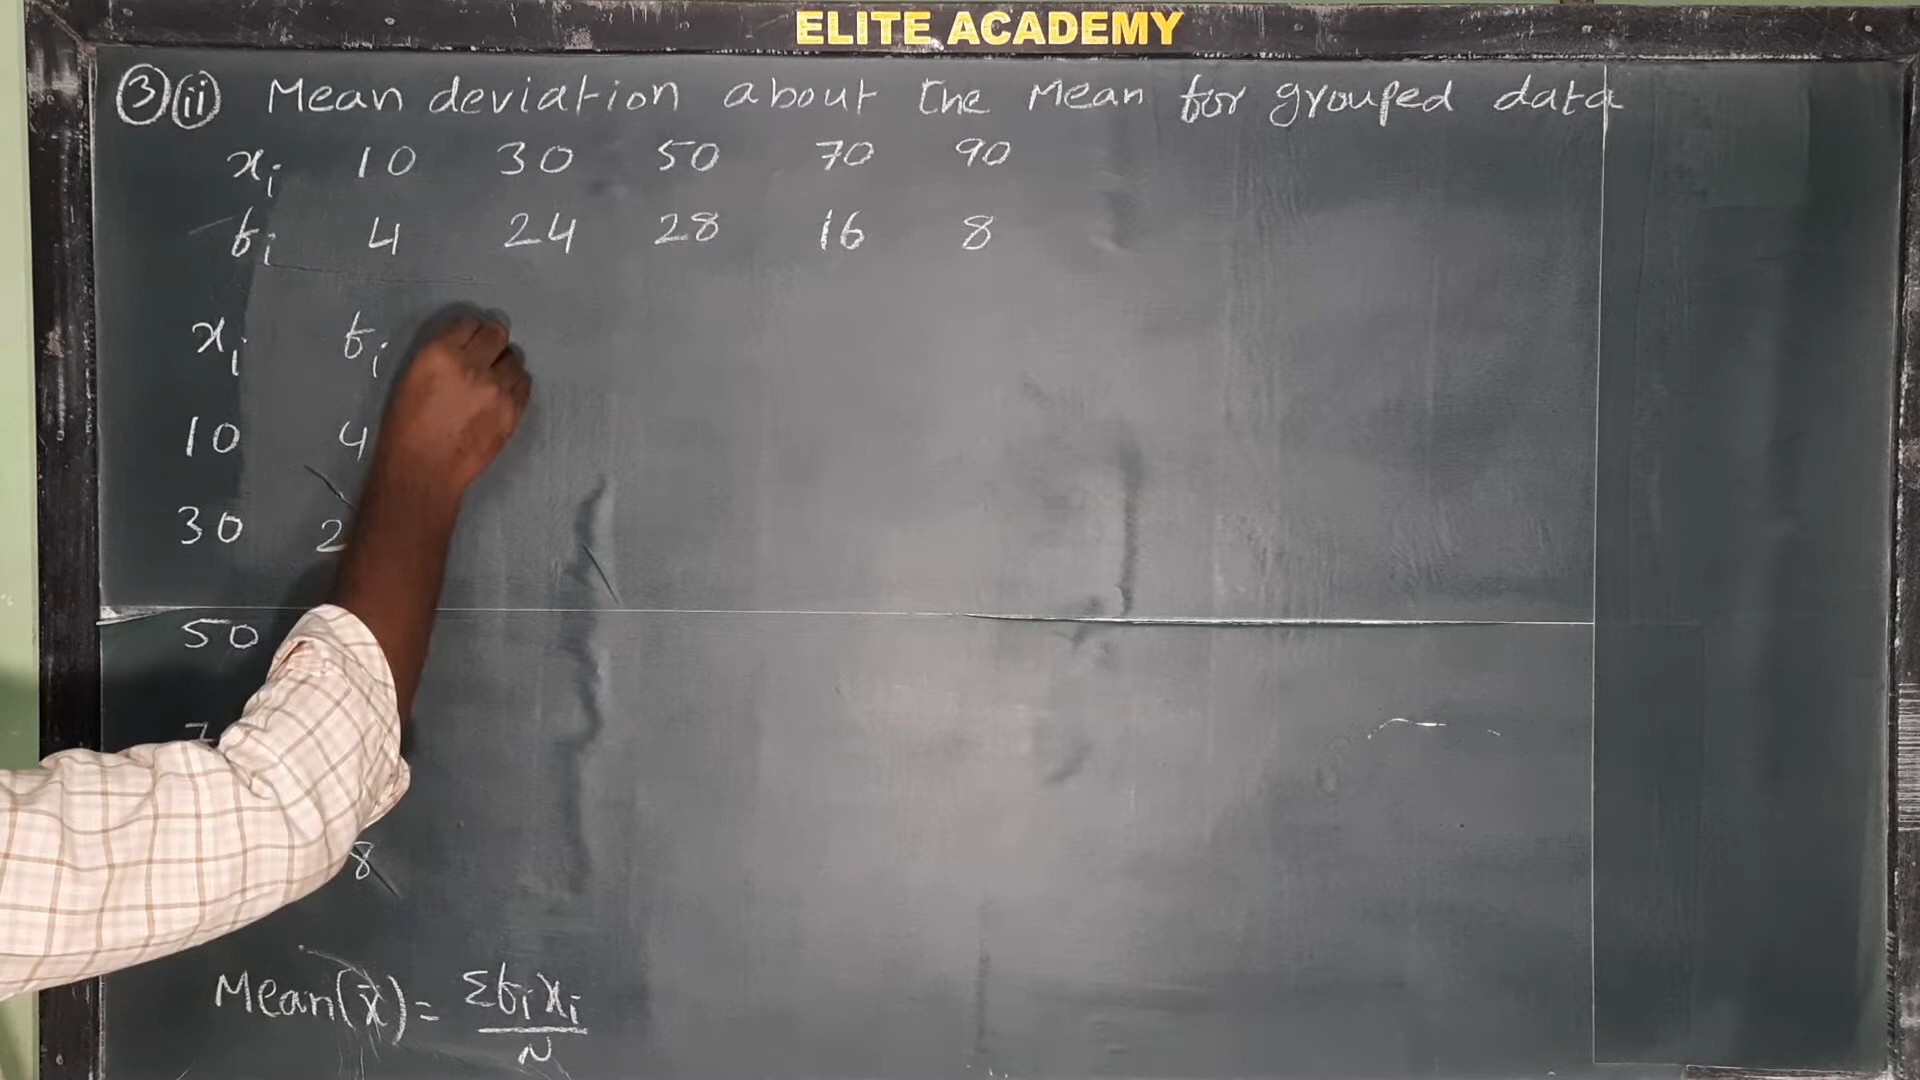 ELITE ACADEMY
3 (ii) Mean deviation about the Mean for grouped data
xi 10 30 50 70 90
fi 4 24 28 16 8
xi fi
10 4
30 2
50
7
8
Mean(x̄) = Σfixi
N